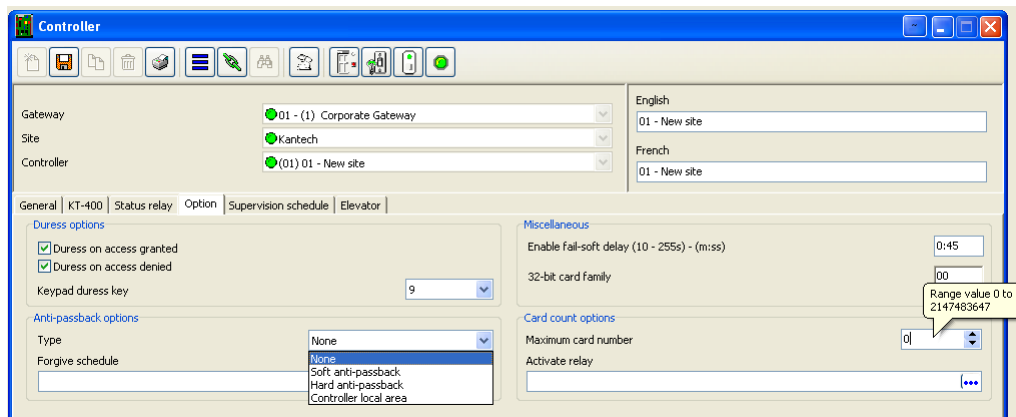 Controller
Gateway
01 - (1) Corporate Gateway
Site
Kantech
Controller
(01) 01 - New site
English
01 - New site
French
01 - New site
General KT-400 Status relay Option Supervision schedule Elevator
Duress options
Duress on access granted
Duress on access denied
Keypad duress key
9
Anti-passback options
Type
None
None
Soft anti-passback
Hard anti-passback
Controller local area
Forgive schedule
Miscellaneous
Enable fail-soft delay (10 - 255s) - (m:ss)
0:45
32-bit card family
00
Range value 0 to
2147483647
Card count options
Maximum card number
0
Activate relay